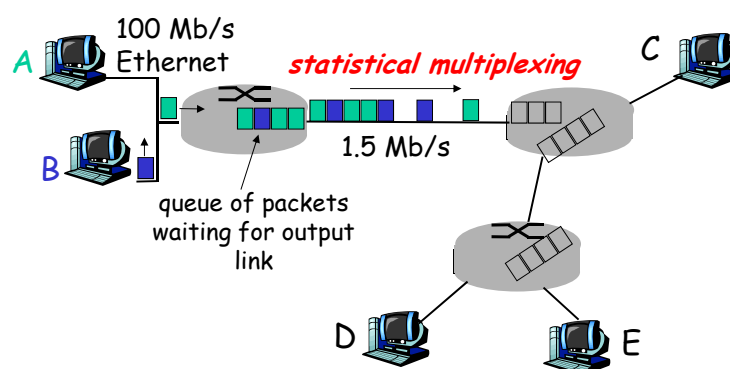 100 Mb/s
Ethernet
A
statistical multiplexing
C
1.5 Mb/s
B
queue of packets
waiting for output
link
D
E